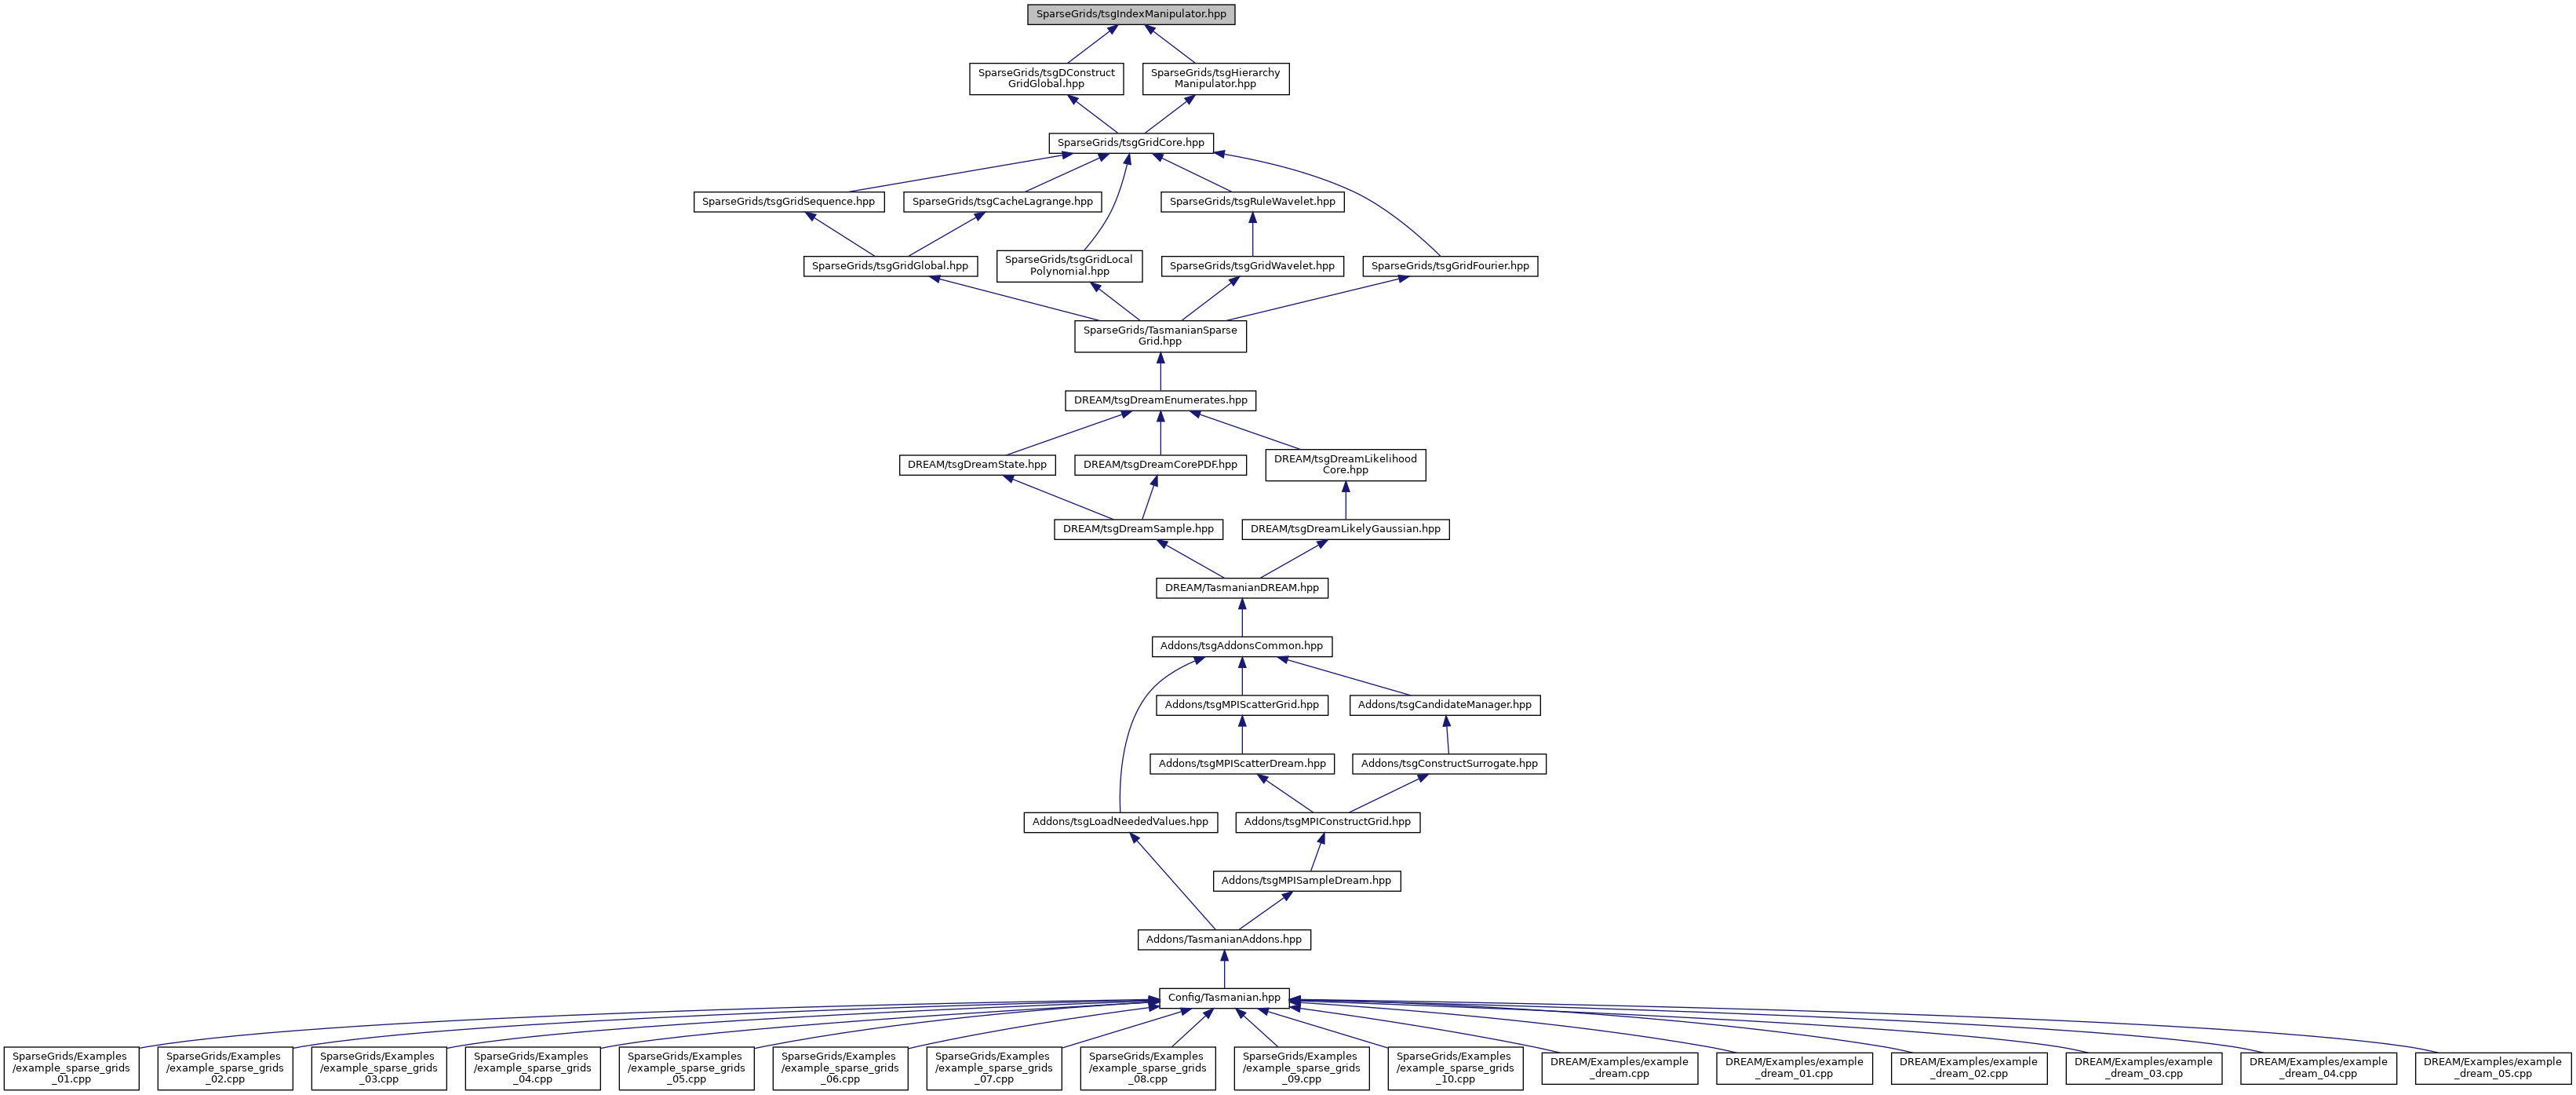 SparseGrids/tsgIndexManipulator.hpp
SparseGrids/tsgDConstruct
GridGlobal.hpp
SparseGrids/tsgHierarchy
Manipulator.hpp
SparseGrids/tsgGridCore.hpp
SparseGrids/tsgGridSequence.hpp
SparseGrids/tsgCacheLagrange.hpp
SparseGrids/tsgRuleWavelet.hpp
SparseGrids/tsgGridGlobal.hpp
SparseGrids/tsgGridLocal
Polynomial.hpp
SparseGrids/tsgGridWavelet.hpp
SparseGrids/tsgGridFourier.hpp
SparseGrids/TasmanianSparse
Grid.hpp
DREAM/tsgDreamEnumerates.hpp
DREAM/tsgDreamState.hpp
DREAM/tsgDreamCorePDF.hpp
DREAM/tsgDreamLikelihood
Core.hpp
DREAM/tsgDreamSample.hpp
DREAM/tsgDreamLikelyGaussian.hpp
DREAM/TasmanianDREAM.hpp
Addons/tsgAddonsCommon.hpp
Addons/tsgMPIScatterGrid.hpp
Addons/tsgCandidateManager.hpp
Addons/tsgMPIScatterDream.hpp
Addons/tsgConstructSurrogate.hpp
Addons/tsgLoadNeededValues.hpp
Addons/tsgMPIConstructGrid.hpp
Addons/tsgMPISampleDream.hpp
Addons/TasmanianAddons.hpp
Config/Tasmanian.hpp
SparseGrids/Examples
/example_sparse_grids
_01.cpp
SparseGrids/Examples
/example_sparse_grids
_02.cpp
SparseGrids/Examples
/example_sparse_grids
_03.cpp
SparseGrids/Examples
/example_sparse_grids
_04.cpp
SparseGrids/Examples
/example_sparse_grids
_05.cpp
SparseGrids/Examples
/example_sparse_grids
_06.cpp
SparseGrids/Examples
/example_sparse_grids
_07.cpp
SparseGrids/Examples
/example_sparse_grids
_08.cpp
SparseGrids/Examples
/example_sparse_grids
_09.cpp
SparseGrids/Examples
/example_sparse_grids
_10.cpp
DREAM/Examples/example
_dream.cpp
DREAM/Examples/example
_dream_01.cpp
DREAM/Examples/example
_dream_02.cpp
DREAM/Examples/example
_dream_03.cpp
DREAM/Examples/example
_dream_04.cpp
DREAM/Examples/example
_dream_05.cpp